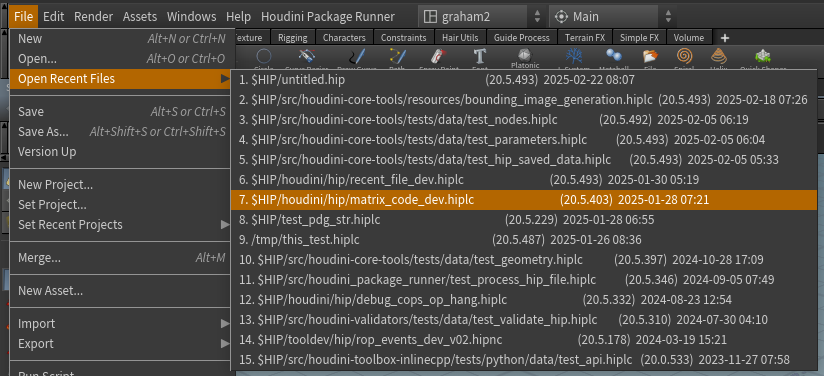 File Edit Render Assets Windows Help Houdini Package Runner graham2 Main
exture Rigging Characters Constraints Hair Utils Guide Process Terrain FX Simple FX Volume +
New Alt+N or Ctrl+N
Open... Alt+O or Ctrl+O
Platonic
Open Recent Files
Save Alt+S or Ctrl+S
Save As... Alt+Shift+S or Ctrl+Shift+S
Version Up
New Project...
Set Project...
Set Recent Projects
Merge... Alt+M
New Asset...
Import
Export
Run Script
1. $HIP/untitled.hip (20.5.493) 2025-02-22 08:07
2. $HIP/src/houdini-core-tools/resources/bounding_image_generation.hiplc (20.5.493) 2025-02-18 07:26
3. $HIP/src/houdini-core-tools/tests/data/test_nodes.hiplc (20.5.492) 2025-02-05 06:19
4. $HIP/src/houdini-core-tools/tests/data/test_parameters.hiplc (20.5.493) 2025-02-05 06:04
5. $HIP/src/houdini-core-tools/tests/data/test_hip_saved_data.hiplc (20.5.493) 2025-02-05 05:33
6. $HIP/houdini/hip/recent_file_dev.hiplc (20.5.493) 2025-01-30 05:19
7. $HIP/houdini/hip/matrix_code_dev.hiplc (20.5.403) 2025-01-28 07:21
8. $HIP/test_pdg_str.hiplc (20.5.229) 2025-01-28 06:55
9. /tmp/this_test.hiplc (20.5.487) 2025-01-26 08:36
10. $HIP/src/houdini-core-tools/tests/data/test_geometry.hiplc (20.5.397) 2024-10-28 17:09
11. $HIP/src/houdini_package_runner/test_process_hip_file.hiplc (20.5.346) 2024-09-05 07:49
12. $HIP/houdini/hip/debug_cops_op_hang.hiplc (20.5.332) 2024-08-23 12:54
13. $HIP/src/houdini-validators/tests/data/test_validate_hip.hiplc (20.5.310) 2024-07-30 04:10
14. $HIP/tooldev/hip/rop_events_dev_v02.hipnc (20.5.178) 2024-03-19 15:21
15. $HIP/src/houdini-toolbox-inlinecpp/tests/python/data/test_api.hiplc (20.0.533) 2023-11-27 07:58